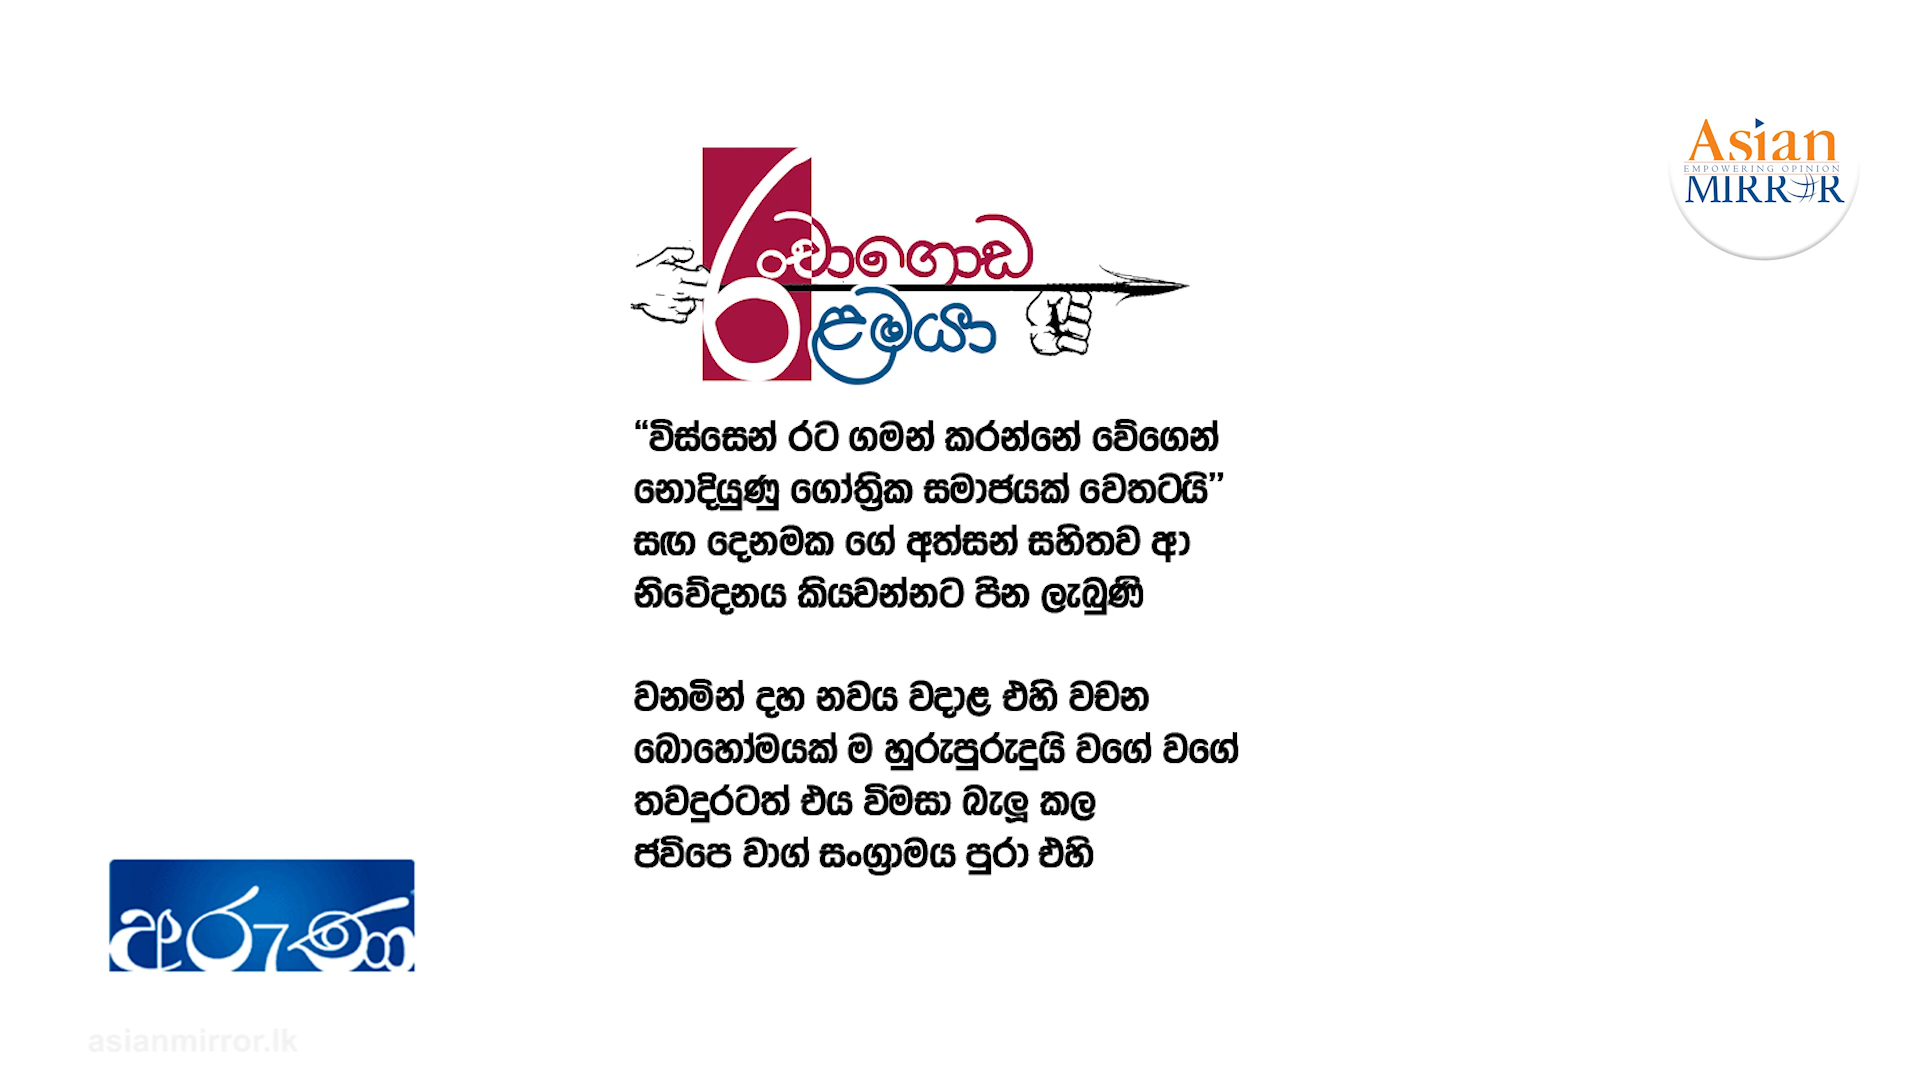 Asian
EMPOWERING OPINION
MIRROR
රංචාගොඩ
රළමයා
“විස්සෙන් රට ගමන් කරන්නේ වේගෙන්
නොදියුණු ගෝත්‍රික සමාජයක් වෙතටයි”
සඟ දෙනමක ගේ අත්සන් සහිතව ආ
නිවේදනය කියවන්නට පින ලැබුණි
වනමින් දහ නවය වදාළ එහි වචන
බොහෝමයක් ම හුරුපුරුදුයි වගේ වගේ
තවදුරටත් එය විමසා බැලූ කල
ජවිපෙ වාග් සංග්‍රාමය පුරා එහි
අරුණ
asianmirror.lk